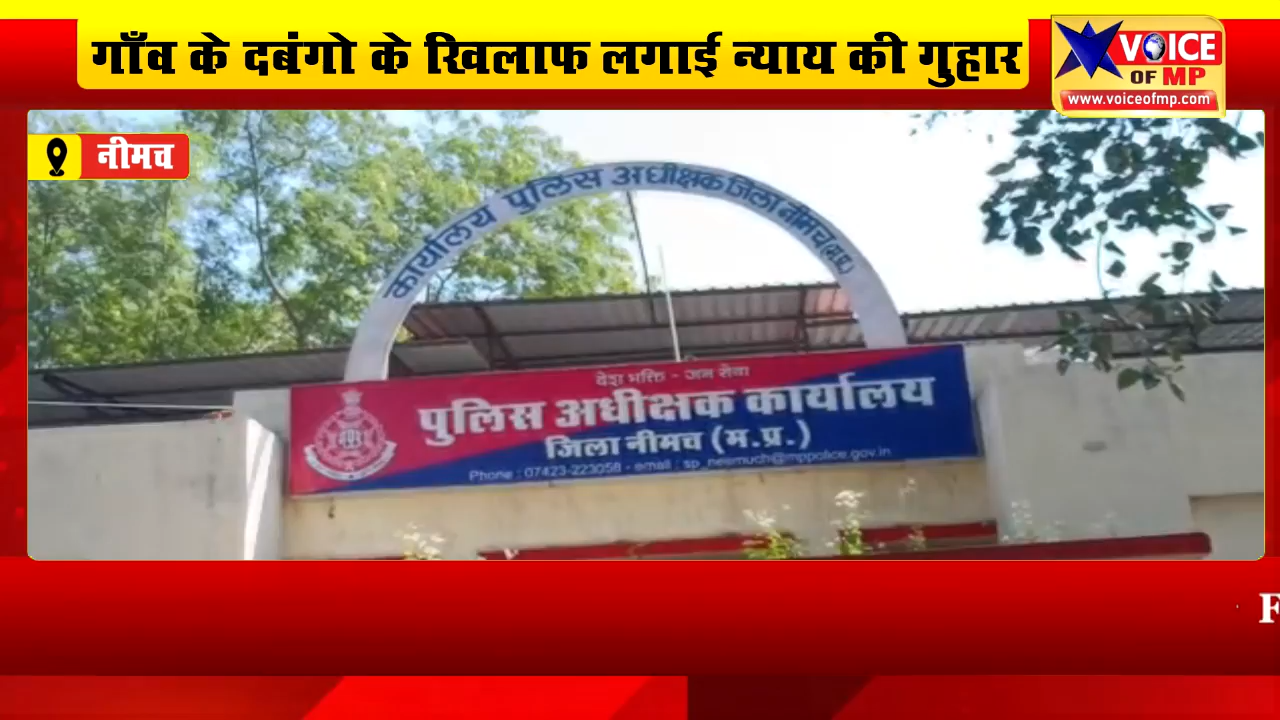 गाँव के दबंगो के खिलाफ लगाई न्याय की गुहार
VOICE
OF MP
www.voiceofmp.com
नीमच
कार्यालय पुलिस अधीक्षक जिला नीमच (म.प्र.)
देश भक्ति - जन सेवा
पुलिस अधीक्षक कार्यालय
जिला नीमच (म.प्र.)
Phone : 07423-223058 - email : sp_neemuch@mppolice.gov.in
F